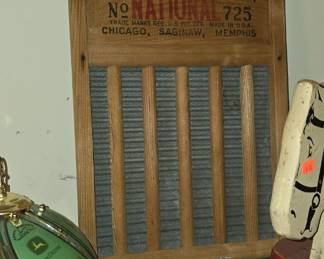 No NATIONAL 725
TRADE MARKS REG. U.S. PAT. OFF. MADE IN U.S.A.
CHICAGO, SAGINAW, MEMPHIS